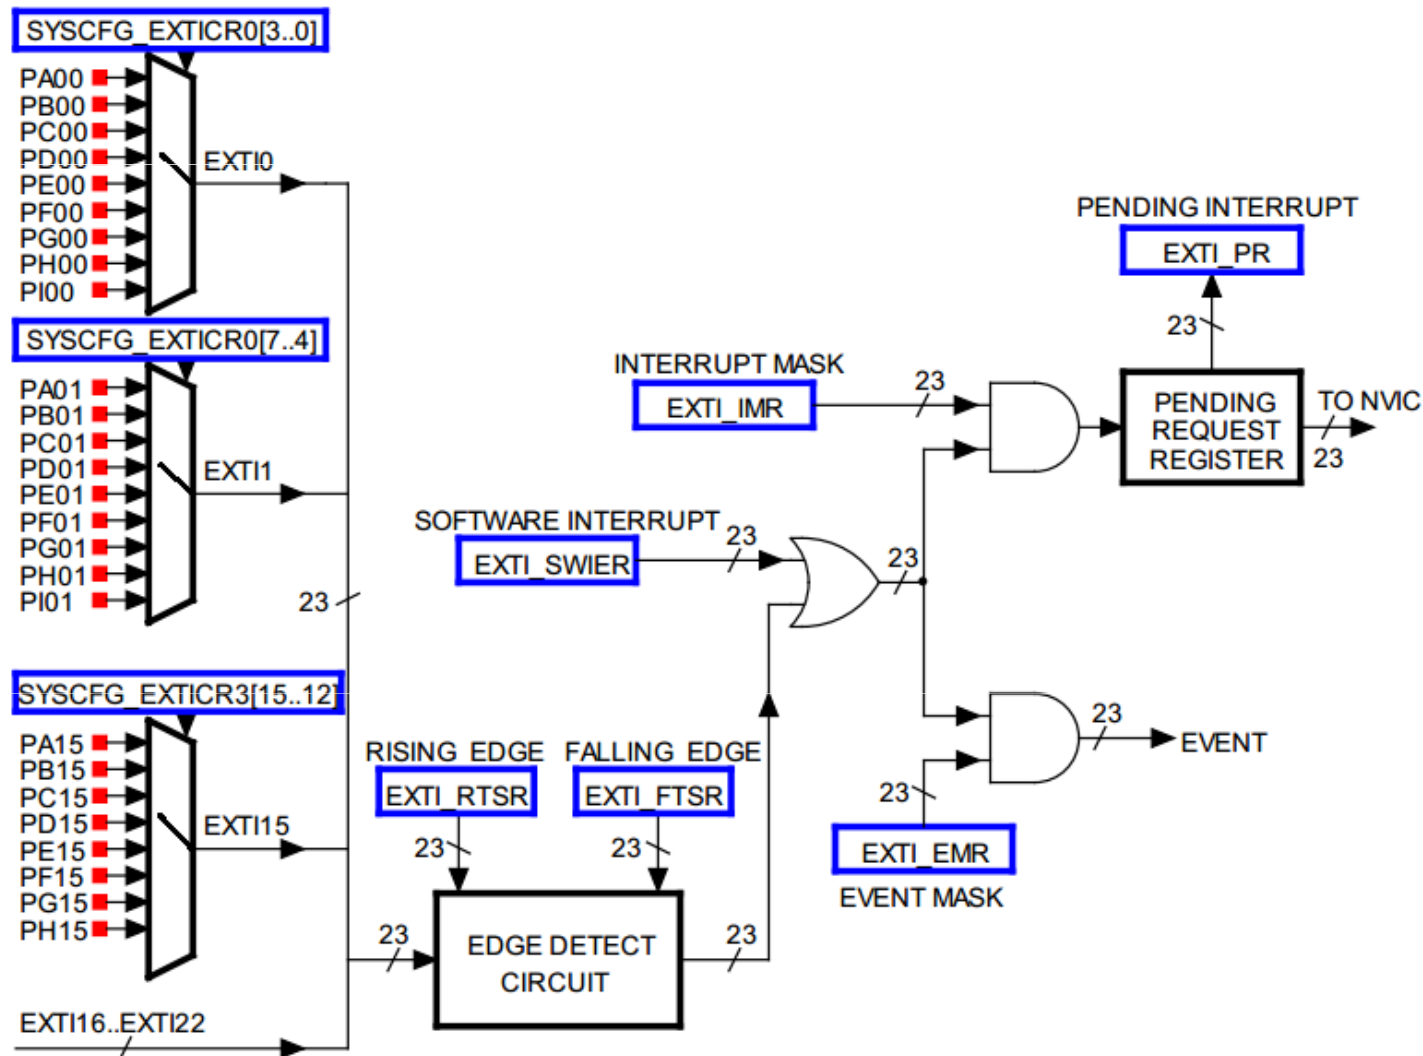 SYSCFG_EXTICR0[3..0]
PA00
PB00
PC00
PD00
PE00
PF00
PG00
PH00
PI00
EXTI0
SYSCFG_EXTICR0[7..4]
PA01
PB01
PC01
PD01
PE01
PF01
PG01
PH01
PI01
EXTI1
23
SYSCFG_EXTICR3[15..12]
PA15
PB15
PC15
PD15
PE15
PF15
PG15
PH15
EXTI15
EXTI16..EXTI22
23
RISING EDGE
EXTI_RTSR
23
FALLING EDGE
EXTI_FTSR
23
EDGE DETECT
CIRCUIT
23
SOFTWARE INTERRUPT
EXTI_SWIER
23
23
INTERRUPT MASK
EXTI_IMR
23
PENDING INTERRUPT
EXTI_PR
23
PENDING
REQUEST
REGISTER
TO NVIC
23
23
EVENT
23
EXTI_EMR
EVENT MASK